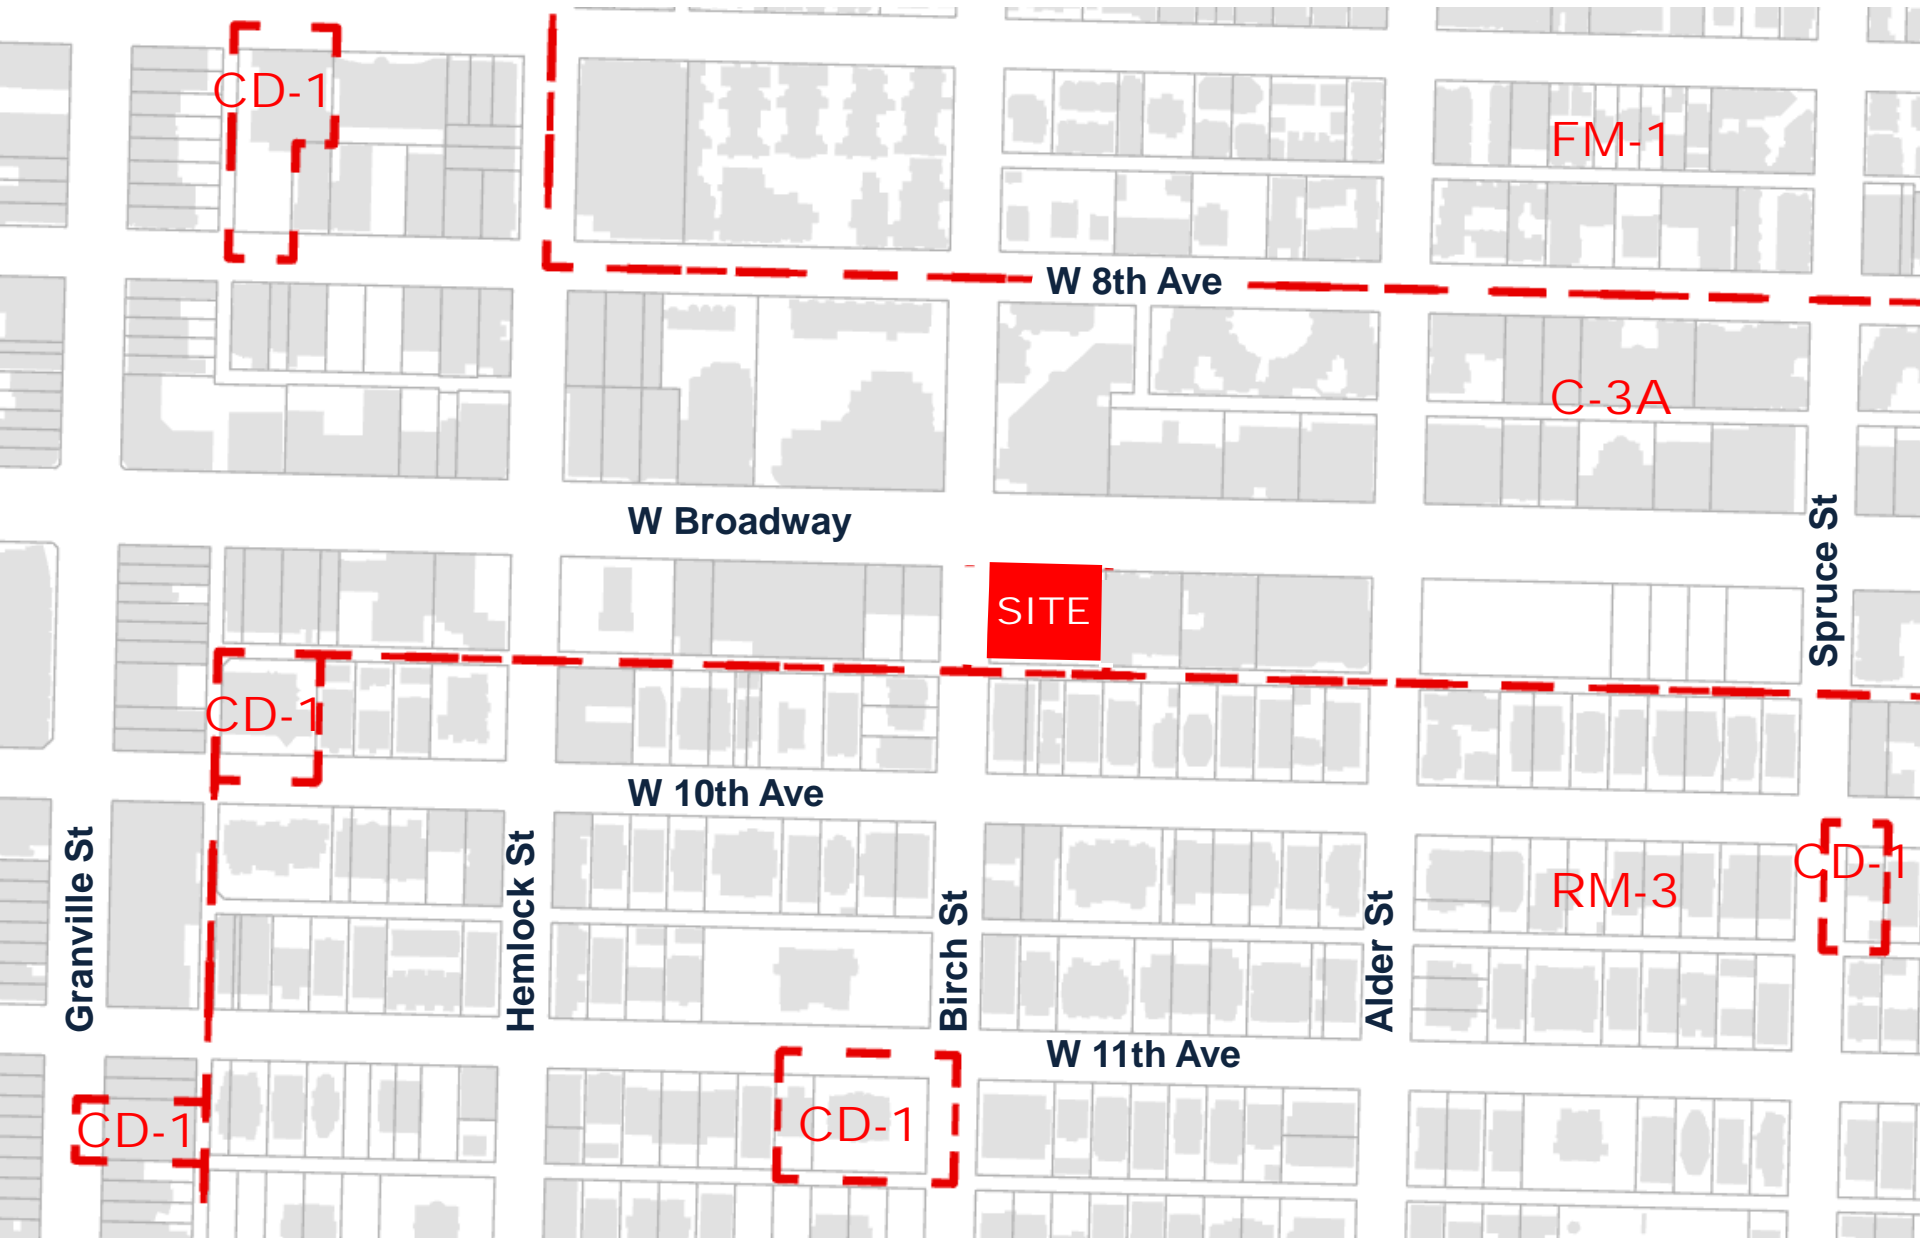 CD-1
FM-1
W 8th Ave
C-3A
W Broadway
Spruce St
SITE
CD-1
W 10th Ave
Granville St
Hemlock St
Birch St
Alder St
RM-3
CD-1
W 11th Ave
CD-1
CD-1